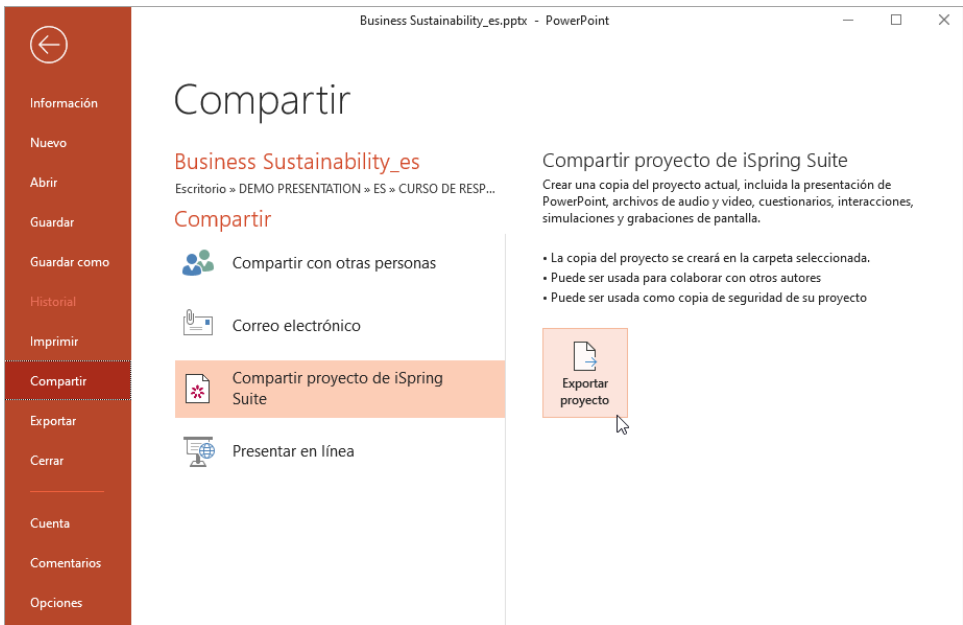 Business Sustainability_es.pptx - PowerPoint
Información
Nuevo
Abrir
Guardar
Guardar como
Historial
Imprimir
Compartir
Exportar
Cerrar
Cuenta
Comentarios
Opciones
Compartir
Business Sustainability_es
Escritorio » DEMO PRESENTATION » ES » CURSO DE RESP...
Compartir
Compartir con otras personas
Correo electrónico
Compartir proyecto de iSpring
Suite
Presentar en línea
Compartir proyecto de iSpring Suite
Crear una copia del proyecto actual, incluida la presentación de
PowerPoint, archivos de audio y video, cuestionarios, interacciones,
simulaciones y grabaciones de pantalla.
• La copia del proyecto se creará en la carpeta seleccionada.
• Puede ser usada para colaborar con otros autores
• Puede ser usada como copia de seguridad de su proyecto
Exportar
proyecto